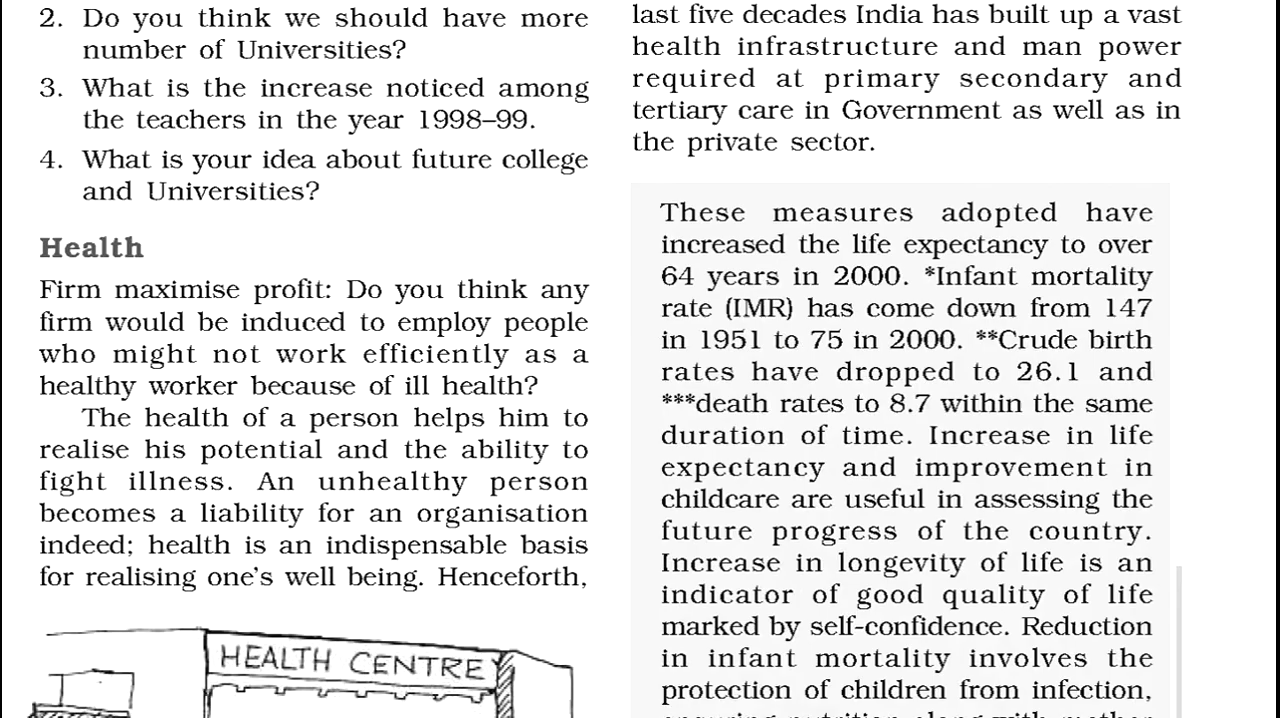 2. Do you think we should have more
number of Universities?
3. What is the increase noticed among
the teachers in the year 1998–99.
4. What is your idea about future college
and Universities?
Health
Firm maximise profit: Do you think any
firm would be induced to employ people
who might not work efficiently as a
healthy worker because of ill health?
The health of a person helps him to
realise his potential and the ability to
fight illness. An unhealthy person
becomes a liability for an organisation
indeed; health is an indispensable basis
for realising one’s well being. Henceforth,
HEALTH CENTRE
last five decades India has built up a vast
health infrastructure and man power
required at primary secondary and
tertiary care in Government as well as in
the private sector.
These measures adopted have
increased the life expectancy to over
64 years in 2000. *Infant mortality
rate (IMR) has come down from 147
in 1951 to 75 in 2000. **Crude birth
rates have dropped to 26.1 and
***death rates to 8.7 within the same
duration of time. Increase in life
expectancy and improvement in
childcare are useful in assessing the
future progress of the country.
Increase in longevity of life is an
indicator of good quality of life
marked by self-confidence. Reduction
in infant mortality involves the
protection of children from infection,
ensuring nutrition along with mother